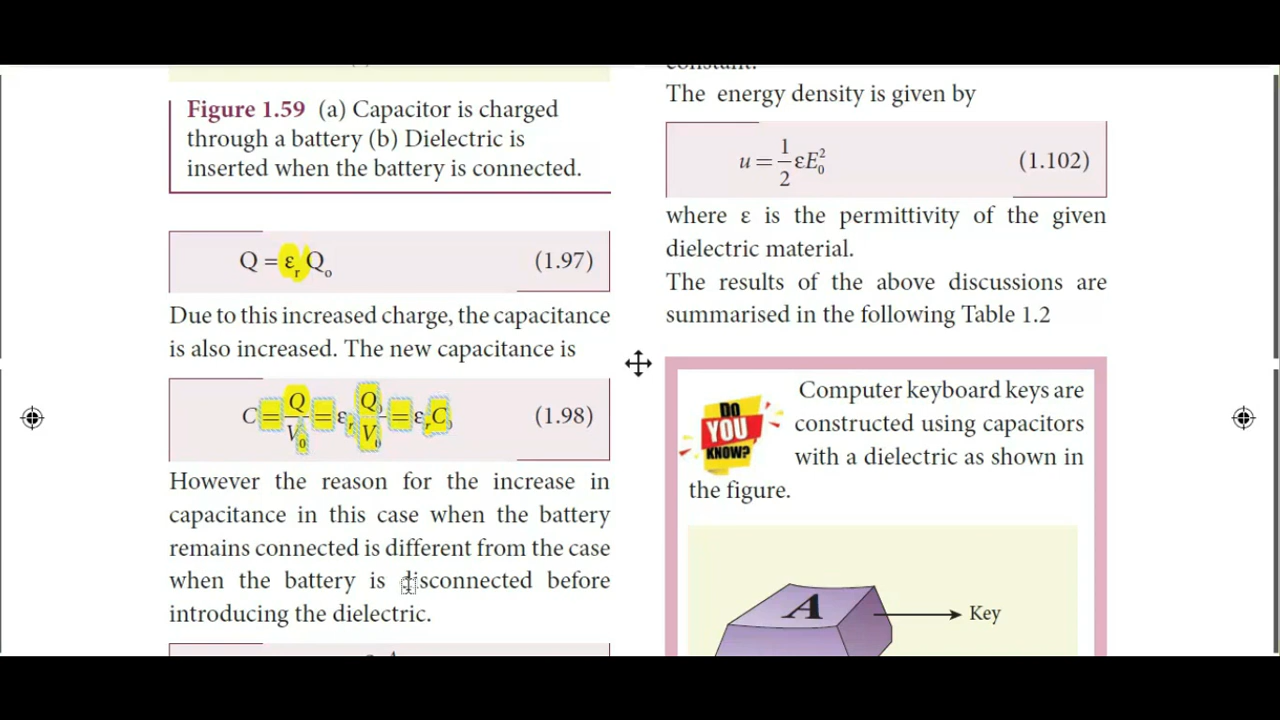 Figure 1.59 (a) Capacitor is charged
through a battery (b) Dielectric is
inserted when the battery is connected.
Q = εᵣ Q₀ (1.97)
Due to this increased charge, the capacitance
is also increased. The new capacitance is
C = Q/V₀ = εᵣ Q₀/V₀ = εᵣ C₀ (1.98)
However the reason for the increase in
capacitance in this case when the battery
remains connected is different from the case
when the battery is disconnected before
introducing the dielectric.
constant.
The energy density is given by
u = 1/2 εE₀² (1.102)
where ε is the permittivity of the given
dielectric material.
The results of the above discussions are
summarised in the following Table 1.2
DO
YOU
KNOW?
Computer keyboard keys are
constructed using capacitors
with a dielectric as shown in
the figure.
A
Key